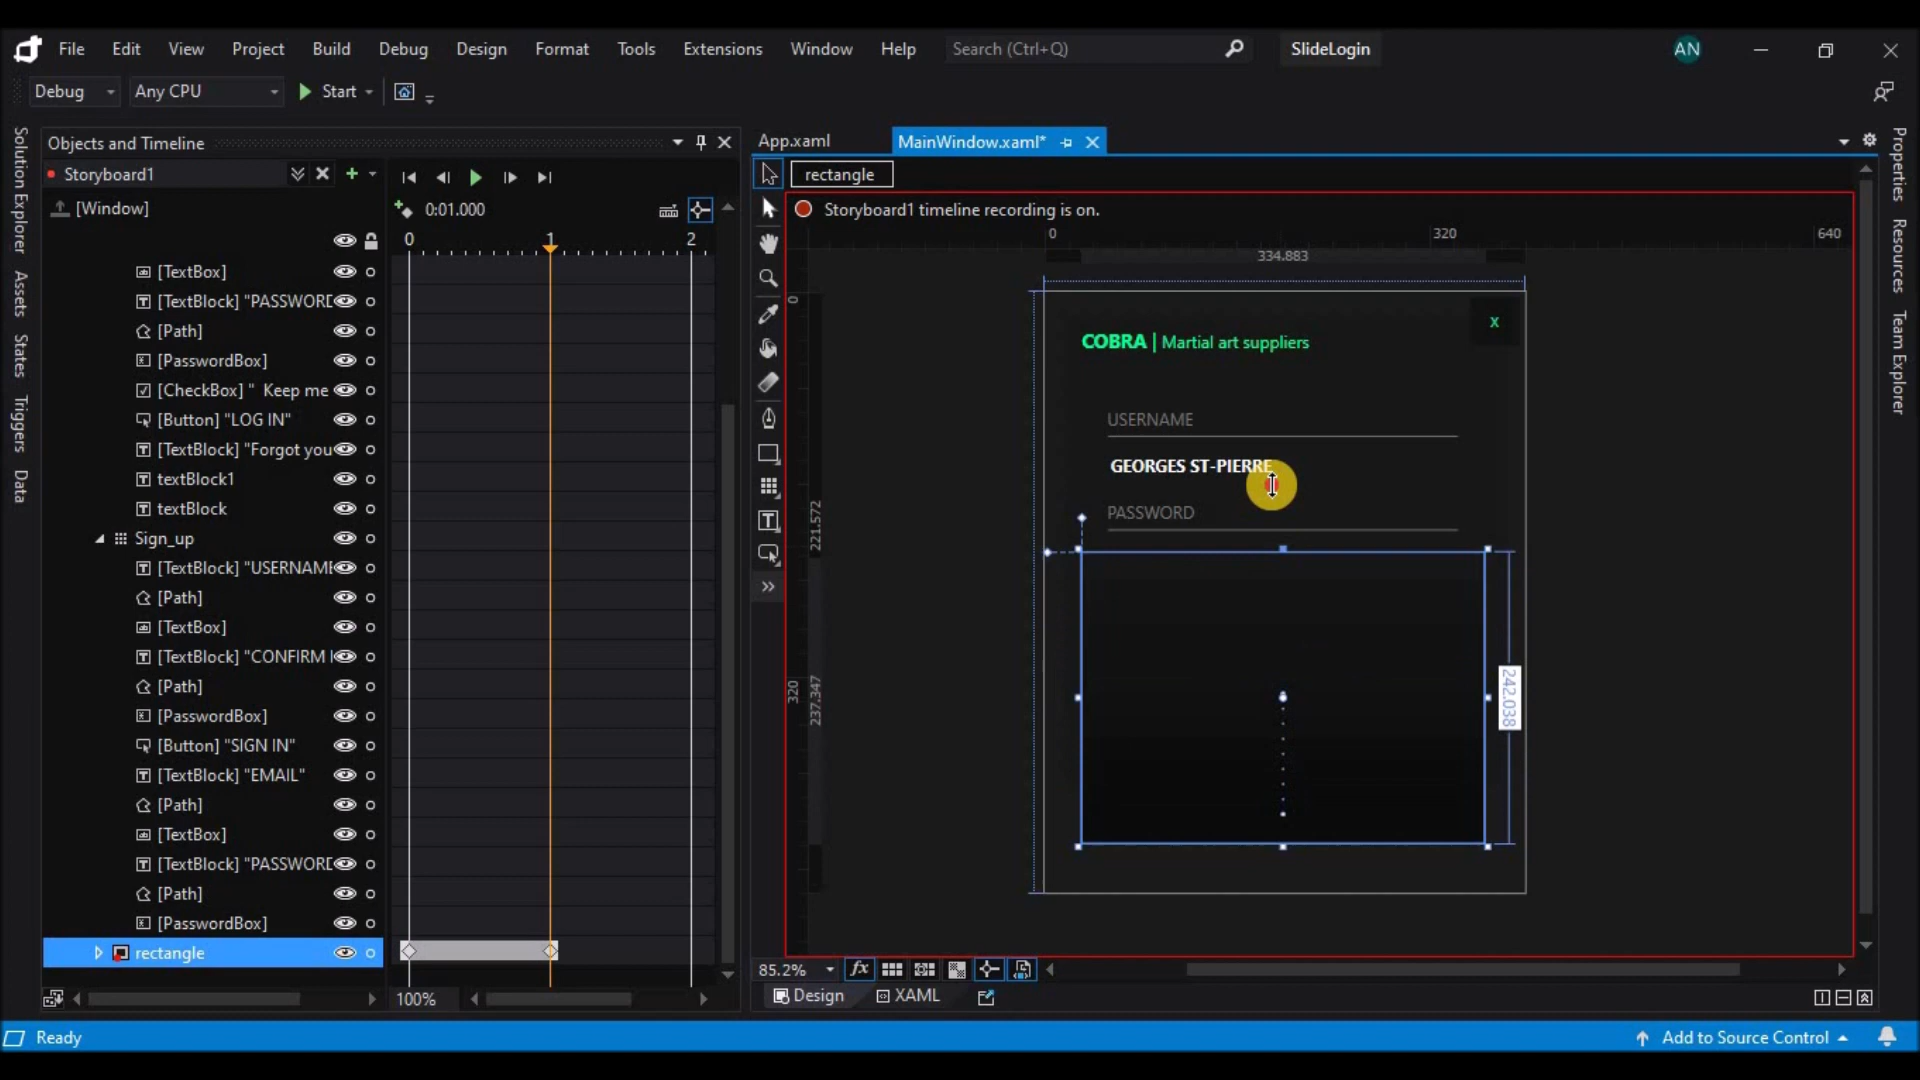 File Edit View Project Build Debug Design Format Tools Extensions Window Help Search (Ctrl+Q) SlideLogin AN
Debug Any CPU Start
Solution Explorer
Assets
States
Triggers
Data
Objects and Timeline
Storyboard1
[Window]
0:01.000
0 1 2
[TextBox]
[TextBlock] "PASSWORD
[Path]
[PasswordBox]
[CheckBox] " Keep me
[Button] "LOG IN"
[TextBlock] "Forgot you
textBlock1
textBlock
Sign_up
[TextBlock] "USERNAME
[Path]
[TextBox]
[TextBlock] "CONFIRM
[Path]
[PasswordBox]
[Button] "SIGN IN"
[TextBlock] "EMAIL"
[Path]
[TextBox]
[TextBlock] "PASSWORD
[Path]
[PasswordBox]
rectangle
100%
App.xaml MainWindow.xaml*
rectangle
Storyboard1 timeline recording is on.
0 320 640
334.883
0
221.572
320
237.347
x
COBRA | Martial art suppliers
USERNAME
GEORGES ST-PIERRE
PASSWORD
242.038
85.2% fx
Design XAML
Properties
Resources
Team Explorer
Ready
Add to Source Control